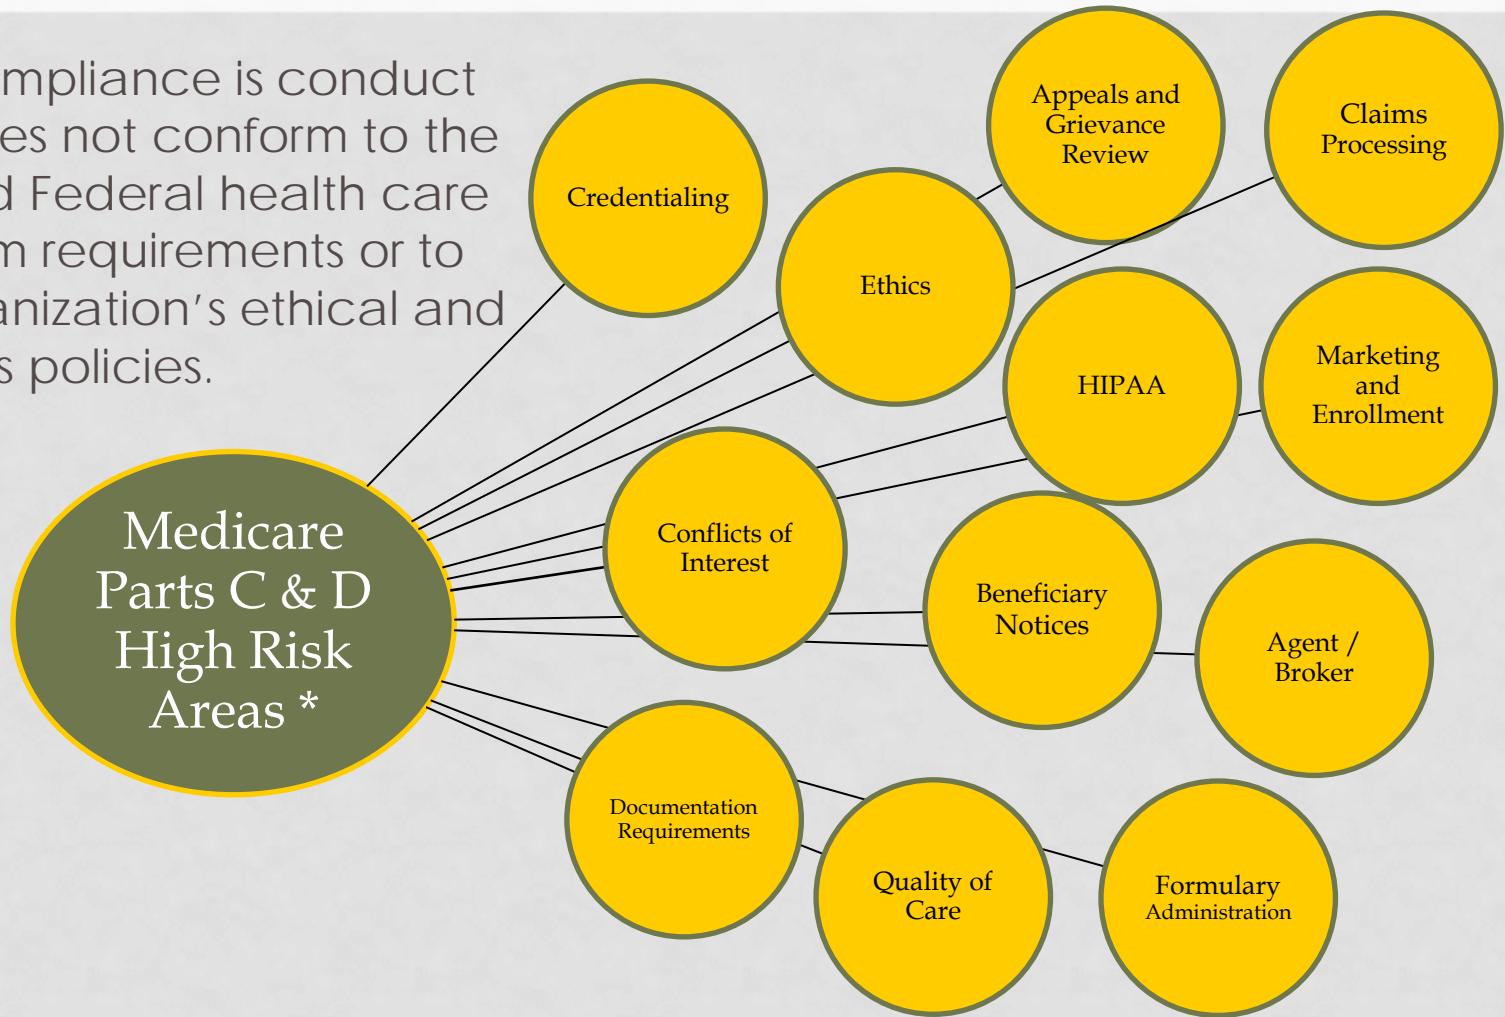 mpliance is conduct
es not conform to the
d Federal health care
m requirements or to
anization's ethical and
s policies.
Medicare
Parts C & D
High Risk
Areas *
Credentialing
Ethics
Appeals and
Grievance
Review
Claims
Processing
HIPAA
Marketing
and
Enrollment
Conflicts of
Interest
Beneficiary
Notices
Agent /
Broker
Documentation
Requirements
Quality of
Care
Formulary
Administration